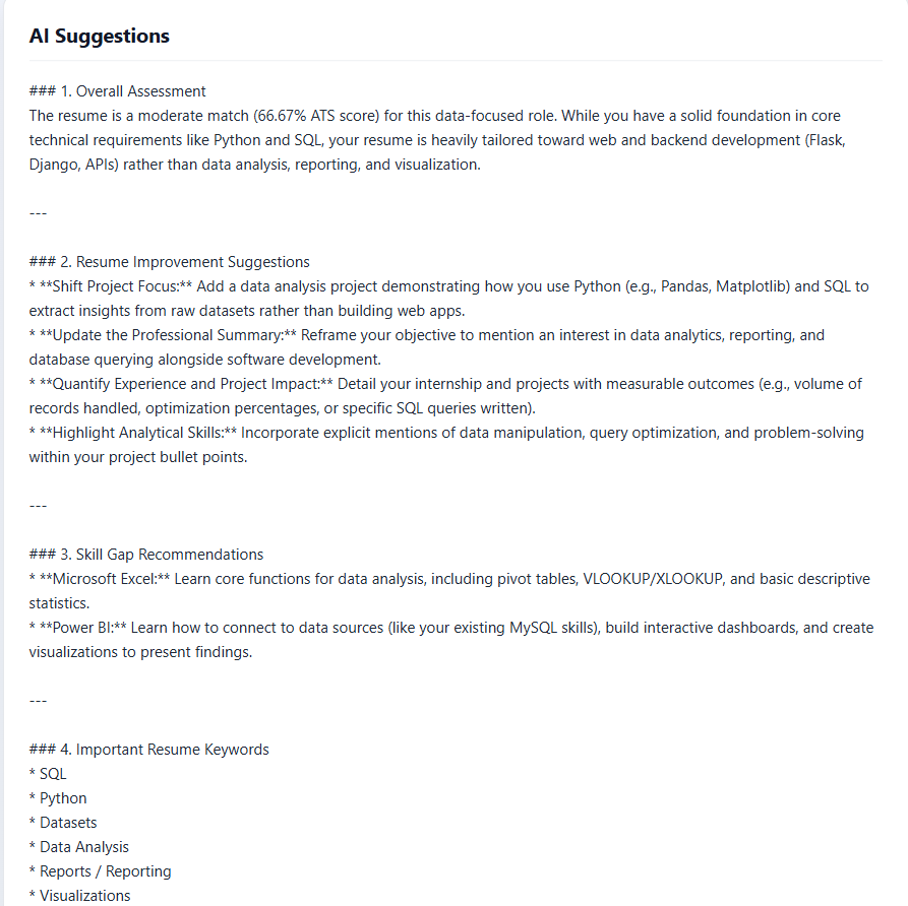 AI Suggestions
### 1. Overall Assessment
The resume is a moderate match (66.67% ATS score) for this data-focused role. While you have a solid foundation in core
technical requirements like Python and SQL, your resume is heavily tailored toward web and backend development (Flask,
Django, APIs) rather than data analysis, reporting, and visualization.
---
### 2. Resume Improvement Suggestions
* **Shift Project Focus:** Add a data analysis project demonstrating how you use Python (e.g., Pandas, Matplotlib) and SQL to
extract insights from raw datasets rather than building web apps.
* **Update the Professional Summary:** Reframe your objective to mention an interest in data analytics, reporting, and
database querying alongside software development.
* **Quantify Experience and Project Impact:** Detail your internship and projects with measurable outcomes (e.g., volume of
records handled, optimization percentages, or specific SQL queries written).
* **Highlight Analytical Skills:** Incorporate explicit mentions of data manipulation, query optimization, and problem-solving
within your project bullet points.
---
### 3. Skill Gap Recommendations
* **Microsoft Excel:** Learn core functions for data analysis, including pivot tables, VLOOKUP/XLOOKUP, and basic descriptive
statistics.
* **Power BI:** Learn how to connect to data sources (like your existing MySQL skills), build interactive dashboards, and create
visualizations to present findings.
---
### 4. Important Resume Keywords
* SQL
* Python
* Datasets
* Data Analysis
* Reports / Reporting
* Visualizations